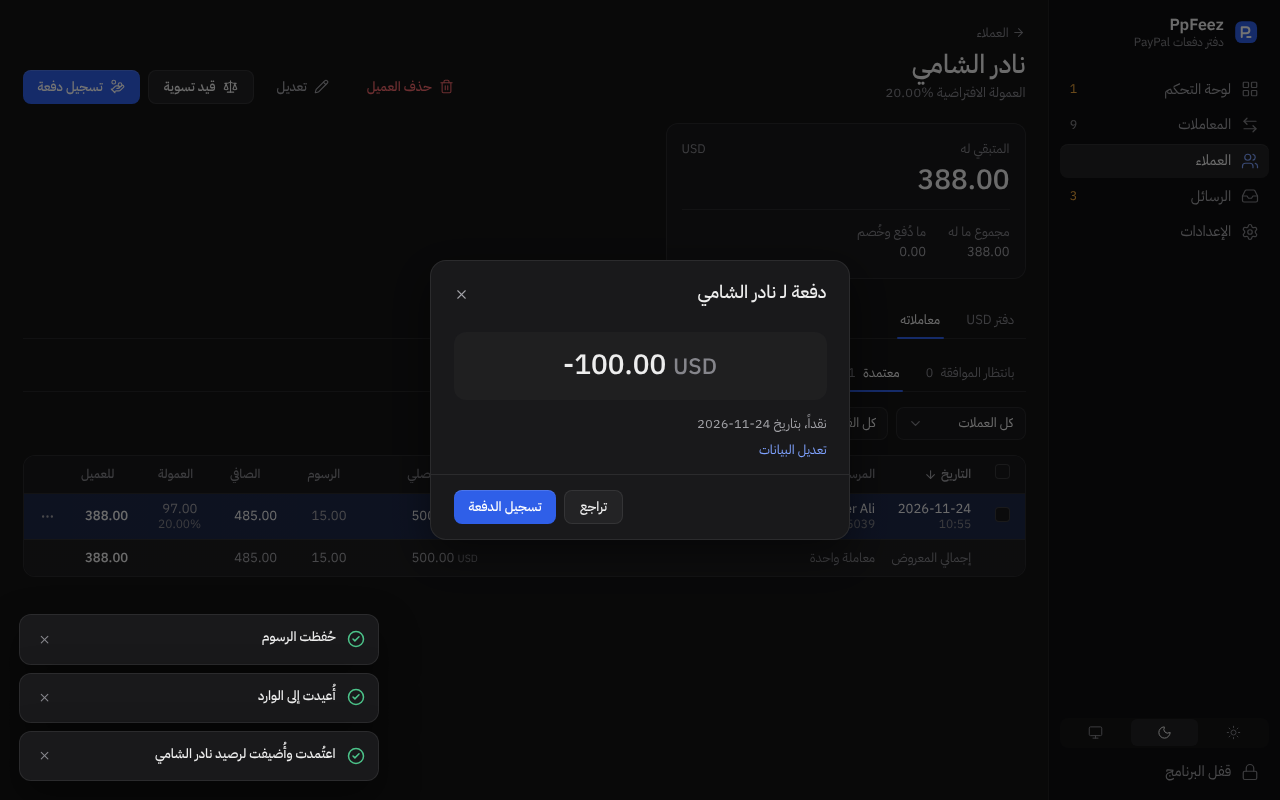 PpFeez
دفتر دفعات PayPal
لوحة التحكم 1
المعاملات 9
العملاء
الرسائل 3
الإعدادات
قفل البرنامج
العملاء
نادر الشامي
العمولة الافتراضية 20.00%
حذف العميل
تعديل
قيد تسوية
تسجيل دفعة
المتبقي له USD
388.00
مجموع ما له ما دُفع وخُصم
388.00 0.00
دفتر USD معاملاته
بانتظار الموافقة 0 معتمدة 1
كل العملات
كل
التاريخ ↓ الرسوم الصافي العمولة للعميل
2026-11-24 15.00 485.00 97.00 388.00
10:55 20.00%
إجمالي المعروض معاملة واحدة 500.00 USD 15.00 485.00 388.00
دفعة لـ نادر الشامي
-100.00 USD
نقداً، بتاريخ 24-11-2026
تعديل البيانات
تراجع
تسجيل الدفعة
حُفظت الرسوم
أُعيدت إلى الوارد
اعتُمدت وأُضيفت لرصيد نادر الشامي